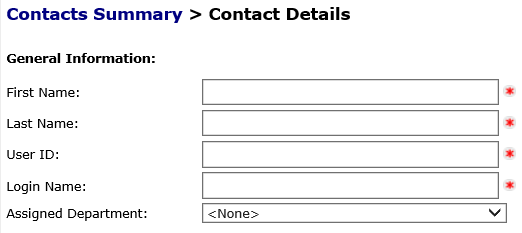 Contacts Summary > Contact Details
General Information:
First Name:
Last Name:
User ID:
Login Name:
Assigned Department: <None>